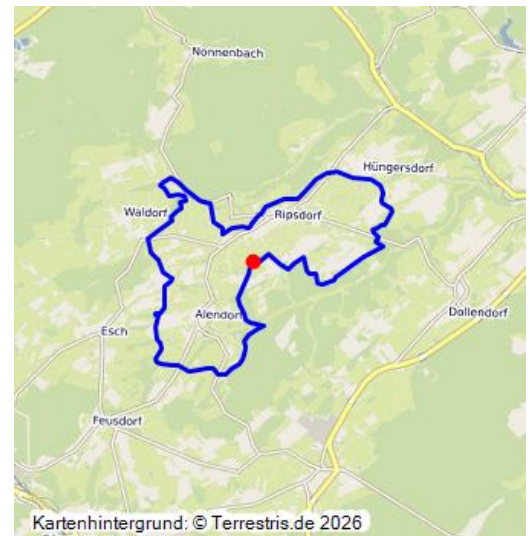 Nonnenbach
Hüngersdorf
Waldorf
Ripsdorf
Alendorf
Dollendorf
Esch
Feusdorf
Kartenhintergrund: © Terrestris.de 2026